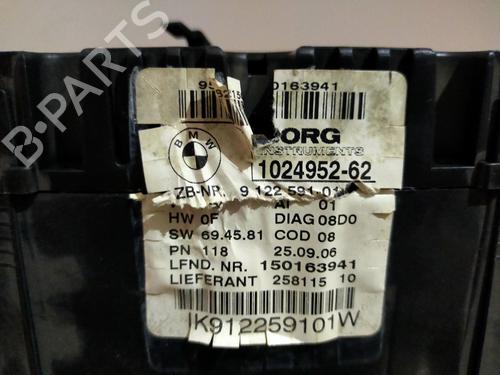 B-PARTS
0163941
BMW
ORG
INSTRUMENTS
1024952-62
ZB-NR. 9 122 591 01
AI 01
HW 0F DIAG 08D0
SW 69.45.81 COD 08
PN 118 25.09.06
LFND. NR. 150163941
LIEFERANT 258115 10
K912259101W